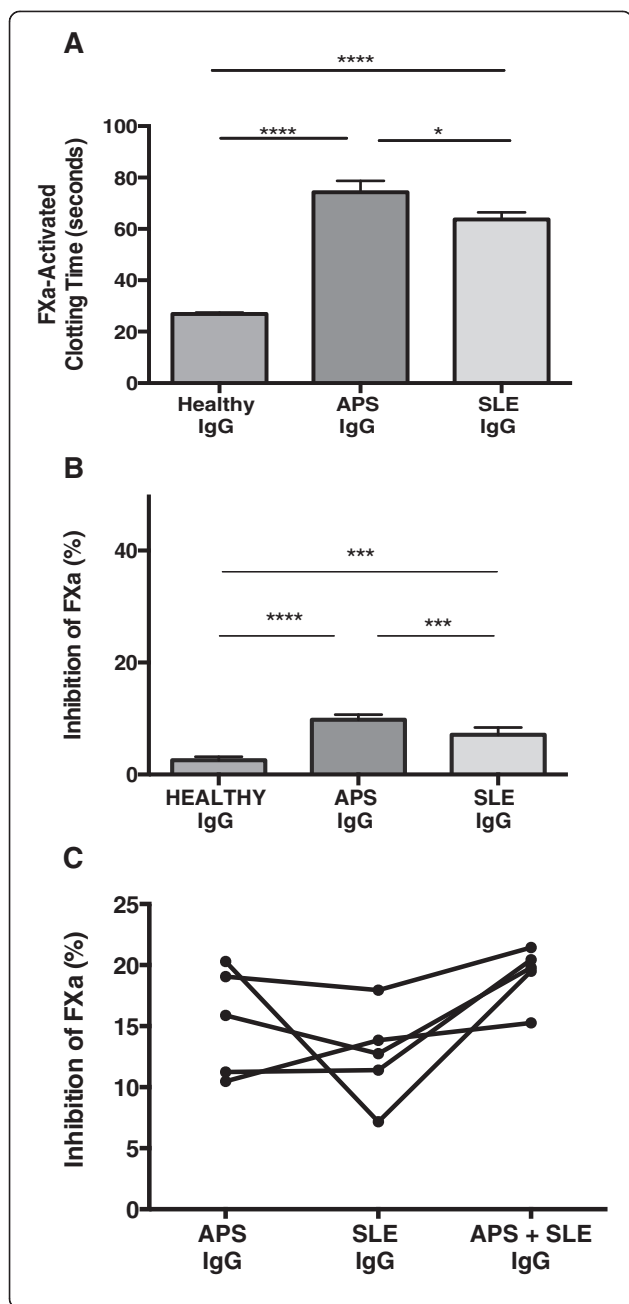 A
****
****
*
FXa-Activated
Clotting Time (seconds)
100
80
60
40
20
0
Healthy
IgG
APS
IgG
SLE
IgG
B
***
****
***
Inhibition of FXa (%)
40
20
0
HEALTHY
IgG
APS
IgG
SLE
IgG
C
Inhibition of FXa (%)
25
20
15
10
5
0
APS
IgG
SLE
IgG
APS + SLE
IgG